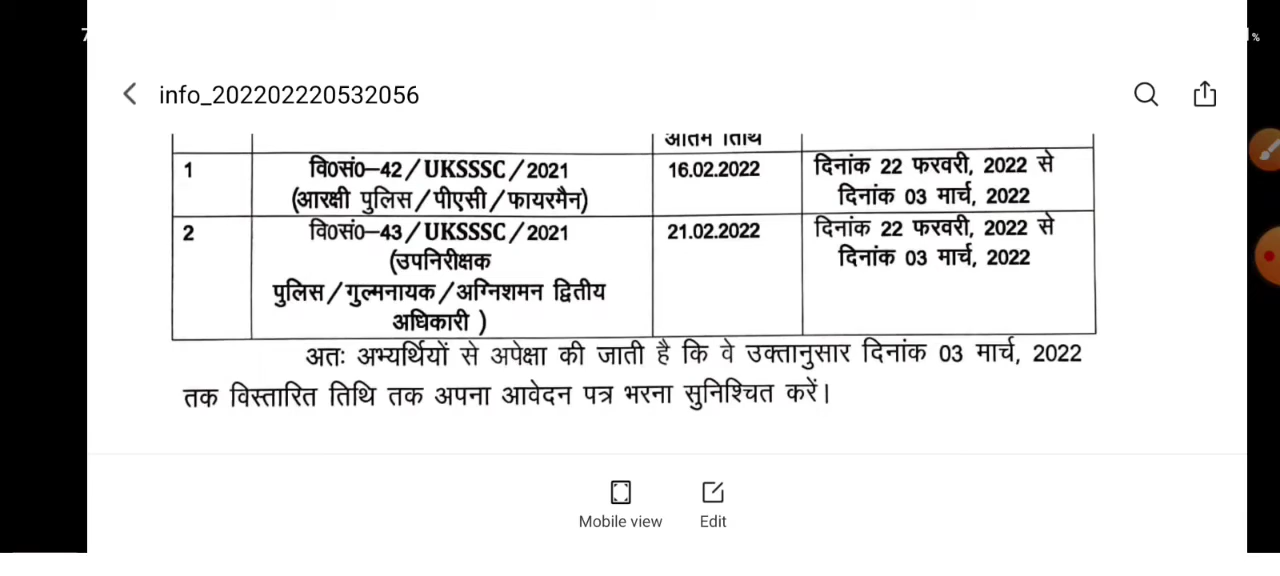 info_202202220532056
अंतिम तिथि
1 वि0सं0–42/UKSSSC/2021 16.02.2022 दिनांक 22 फरवरी, 2022 से
(आरक्षी पुलिस/पीएसी/फायरमैन) दिनांक 03 मार्च, 2022
2 वि0सं0–43/UKSSSC/2021 21.02.2022 दिनांक 22 फरवरी, 2022 से
(उपनिरीक्षक दिनांक 03 मार्च, 2022
पुलिस/गुल्मनायक/अग्निशमन द्वितीय
अधिकारी )
अतः अभ्यर्थियों से अपेक्षा की जाती है कि वे उक्तानुसार दिनांक 03 मार्च, 2022
तक विस्तारित तिथि तक अपना आवेदन पत्र भरना सुनिश्चित करें।
Mobile view Edit